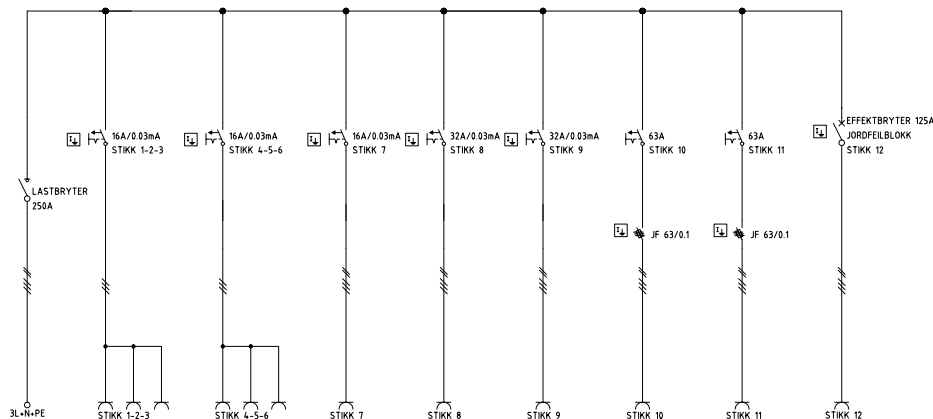 16A/0.03mA
STIKK 1-2-3
16A/0.03mA
STIKK 4-5-6
16A/0.03mA
STIKK 7
32A/0.03mA
STIKK 8
32A/0.03mA
STIKK 9
63A
STIKK 10
63A
STIKK 11
EFFEKTBRYTER 125A
JORDFEILBLOKK
STIKK 12
LASTBRYTER
250A
JF 63/0.1
JF 63/0.1
3L+N+PE
STIKK 1-2-3
STIKK 4-5-6
STIKK 7
STIKK 8
STIKK 9
STIKK 10
STIKK 11
STIKK 12